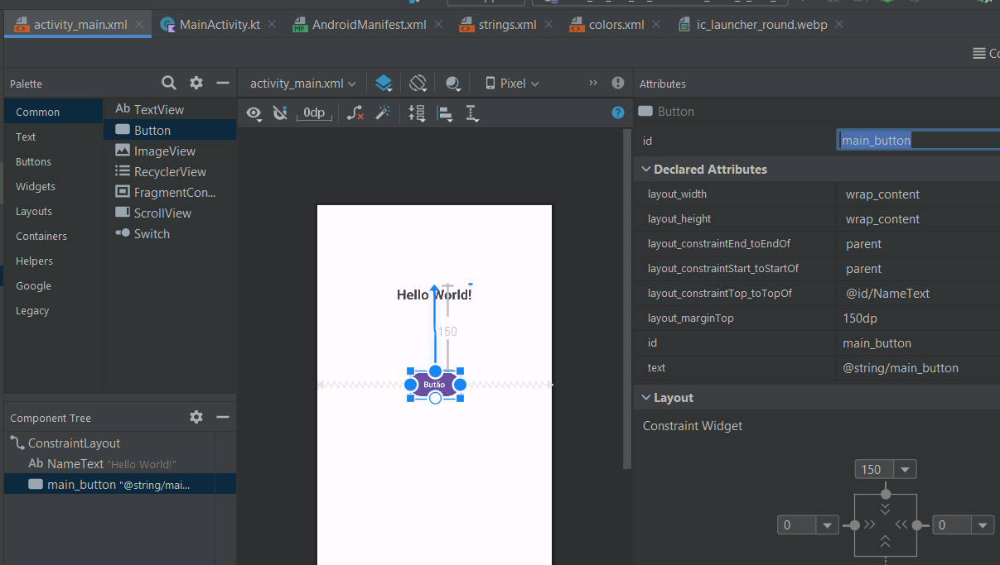 activity_main.xml MainActivity.kt AndroidManifest.xml strings.xml colors.xml ic_launcher_round.webp
Palette
Common
Text
Buttons
Widgets
Layouts
Containers
Helpers
Google
Legacy
Ab TextView
Button
ImageView
RecyclerView
FragmentCon...
ScrollView
Switch
activity_main.xml Pixel
0dp
Hello World!
150
Butão
Component Tree
ConstraintLayout
Ab NameText "Hello World!"
main_button "@string/mai...
Attributes
Button
id main_button
Declared Attributes
layout_width wrap_content
layout_height wrap_content
layout_constraintEnd_toEndOf parent
layout_constraintStart_toStartOf parent
layout_constraintTop_toTopOf @id/NameText
layout_marginTop 150dp
id main_button
text @string/main_button
Layout
Constraint Widget
150
0 0